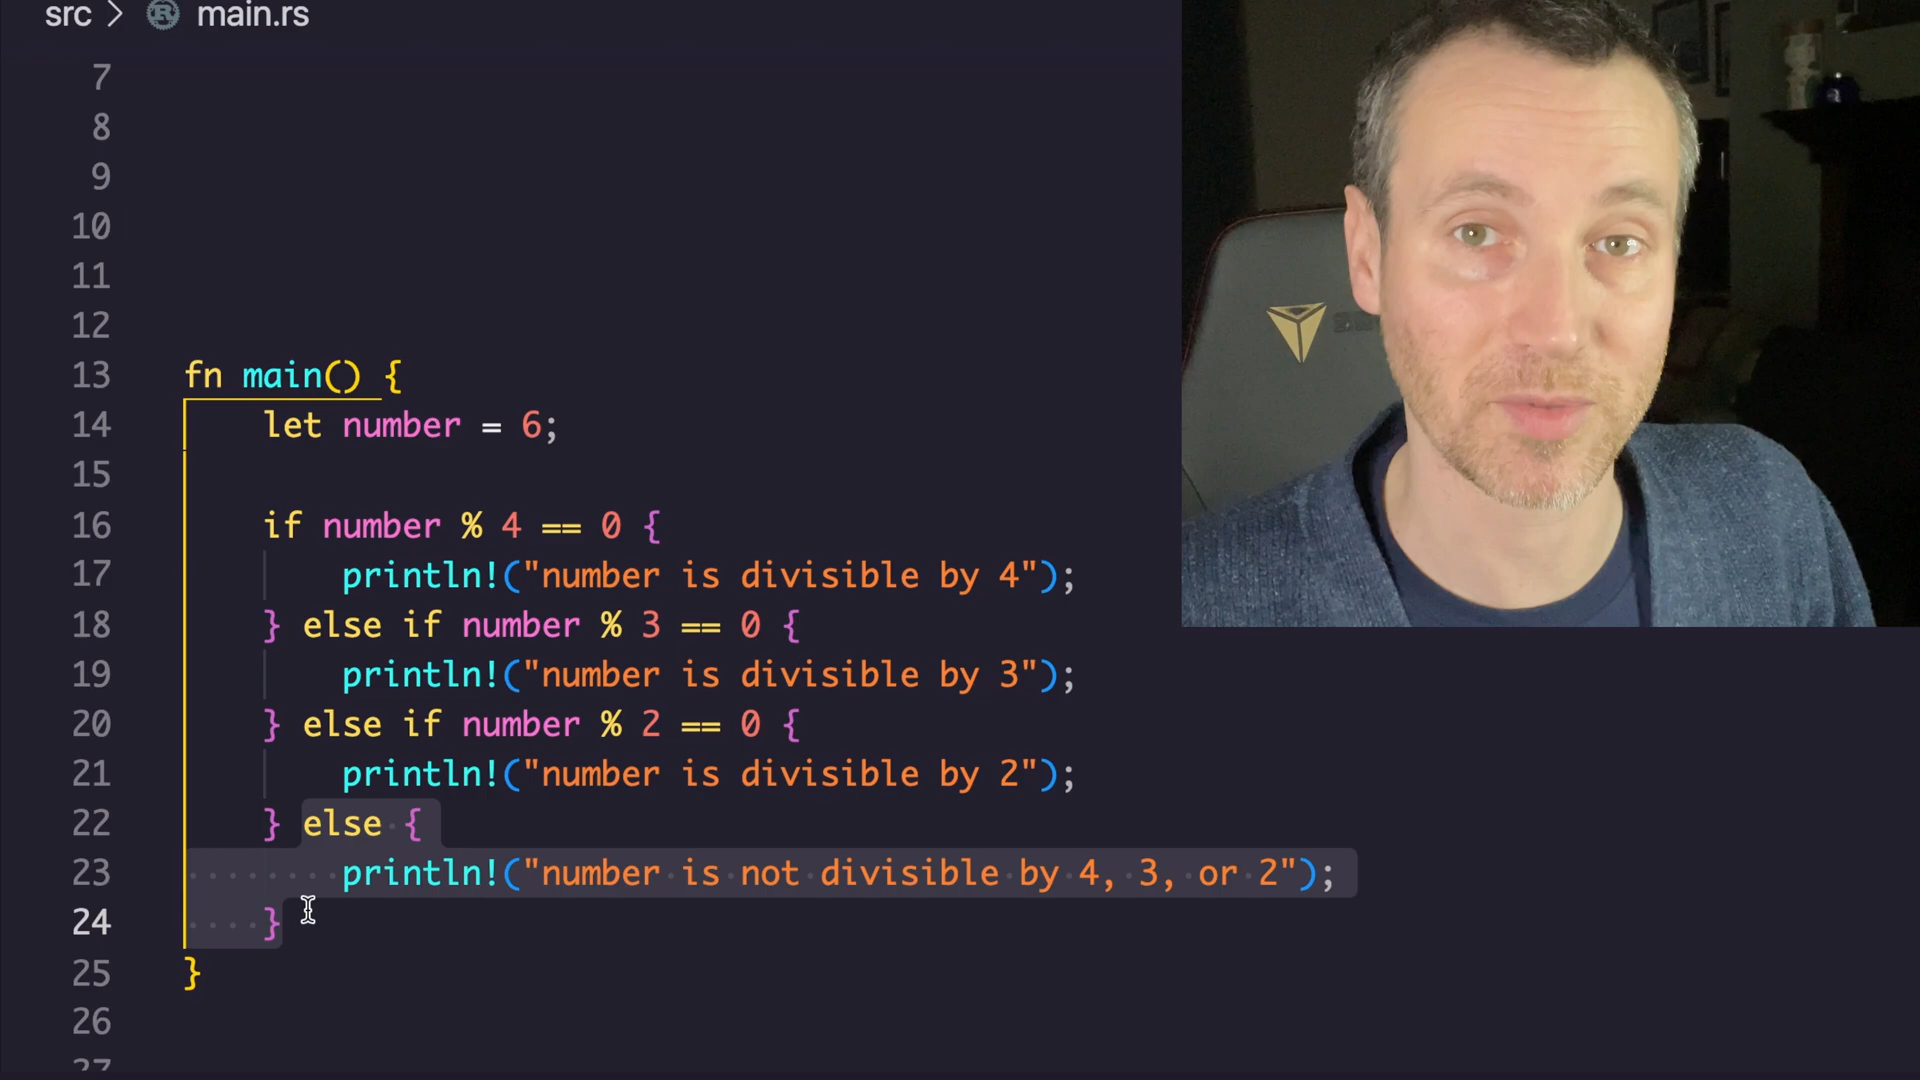 src > main.rs
7
8
9
10
11
12
13 fn main() {
14     let number = 6;
15
16     if number % 4 == 0 {
17         println!("number is divisible by 4");
18     } else if number % 3 == 0 {
19         println!("number is divisible by 3");
20     } else if number % 2 == 0 {
21         println!("number is divisible by 2");
22     } else {
23         println!("number is not divisible by 4, 3, or 2");
24     }
25 }
26
27